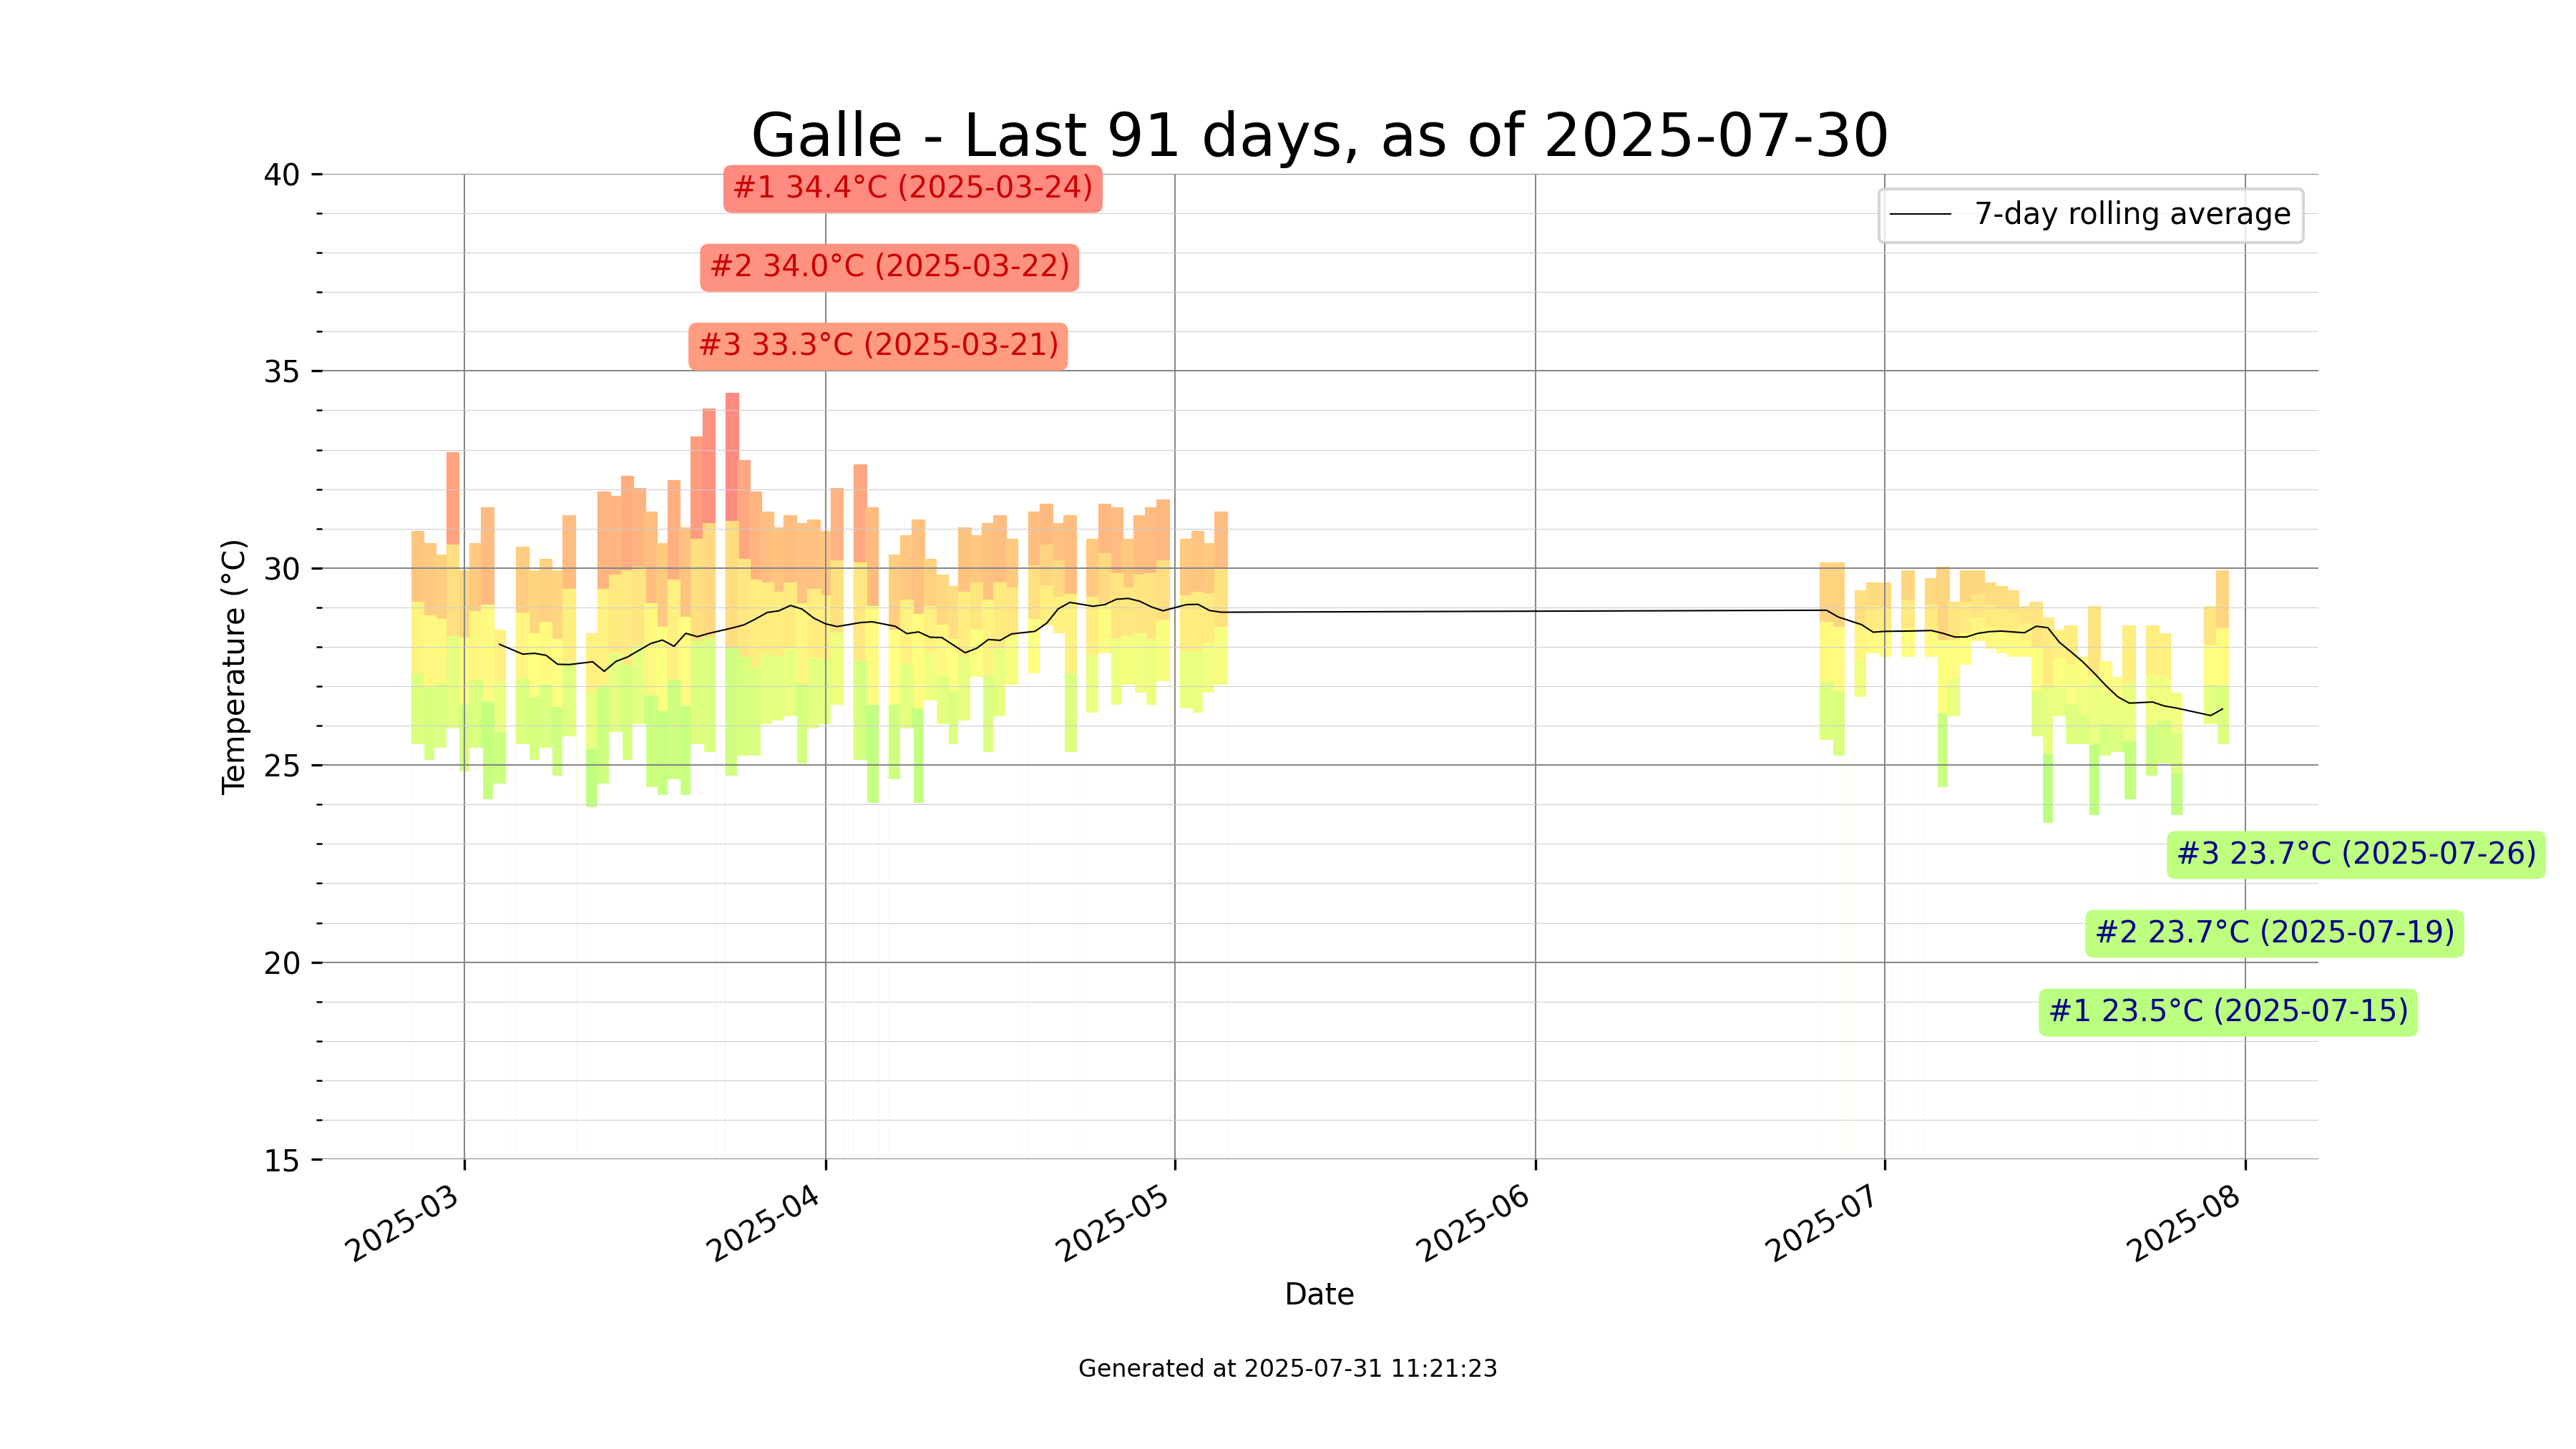 Galle - Last 91 days, as of 2025-07-30
#1 34.4°C (2025-03-24)
#2 34.0°C (2025-03-22)
#3 33.3°C (2025-03-21)
7-day rolling average
Temperature (°C)
40
35
30
25
20
15
#3 23.7°C (2025-07-26)
#2 23.7°C (2025-07-19)
#1 23.5°C (2025-07-15)
2025-03
2025-04
2025-05
2025-06
2025-07
2025-08
Date
Generated at 2025-07-31 11:21:23